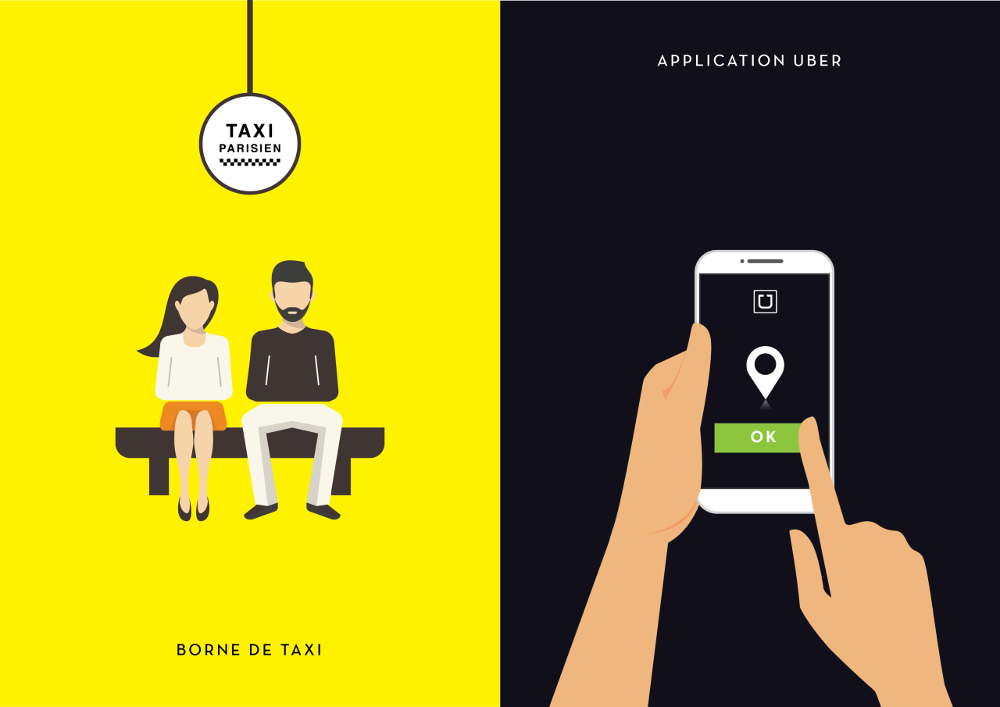 TAXI
PARISIEN
BORNE DE TAXI
APPLICATION UBER
U
OK